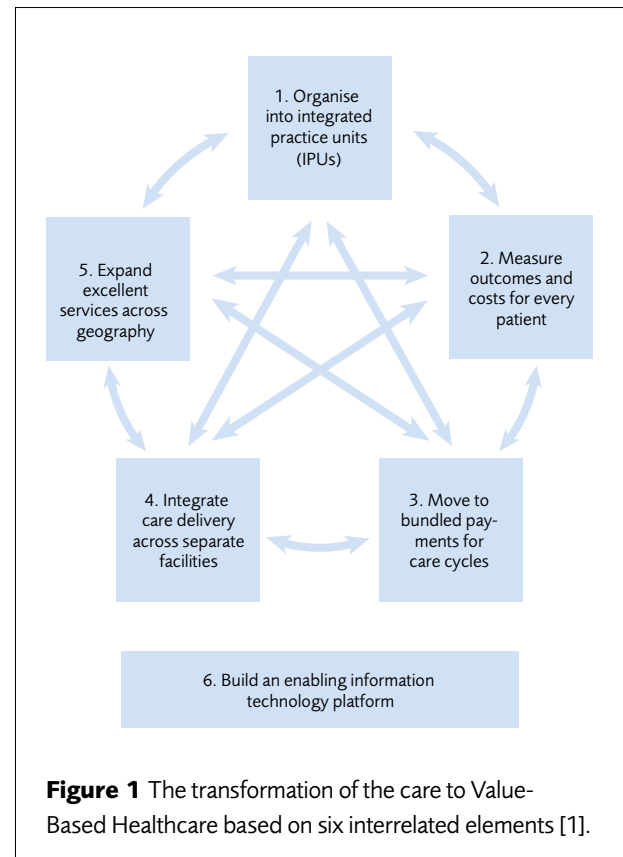 1. Organise
into integrated
practice units
(IPUs)
2. Measure
outcomes and
costs for every
patient
5. Expand
excellent
services across
geography
4. Integrate
care delivery
across separate
facilities
3. Move to
bundled pay-
ments for
care cycles
6. Build an enabling information
technology platform
Figure 1 The transformation of the care to Value-
Based Healthcare based on six interrelated elements [1].